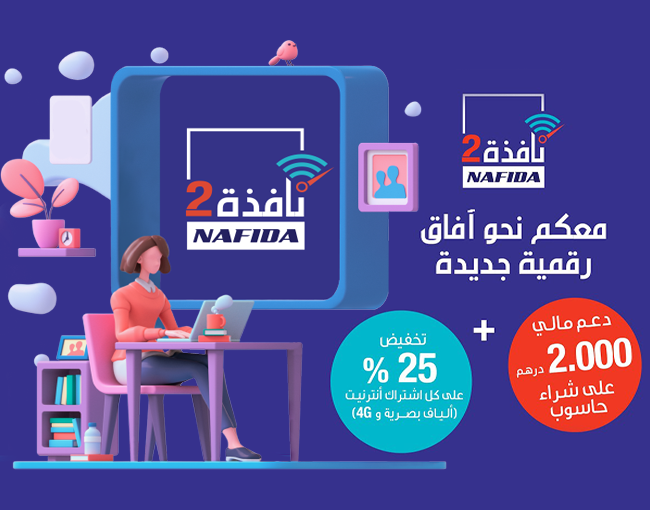 نافذة 2
NAFIDA
نافذة 2
NAFIDA
معكم نحو آفاق
رقمية جديدة
دعم مالي
2.000 درهم
على شراء
حاسوب
+
تخفيض
25 %
على كل اشتراك أنترنيت
(ألياف بصرية و 4G)